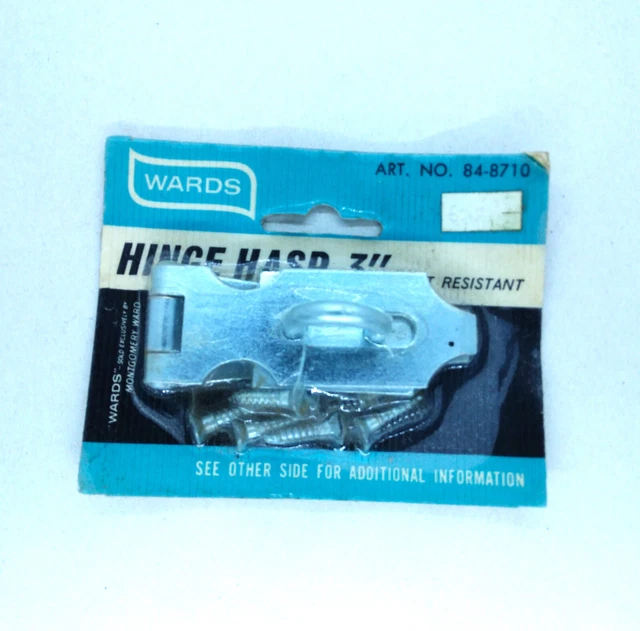 WARDS
ART. NO. 84-8710
HINGE HASP 3"
RESISTANT
"WARDS" SOLD EXCLUSIVELY BY
MONTGOMERY WARD
SEE OTHER SIDE FOR ADDITIONAL INFORMATION